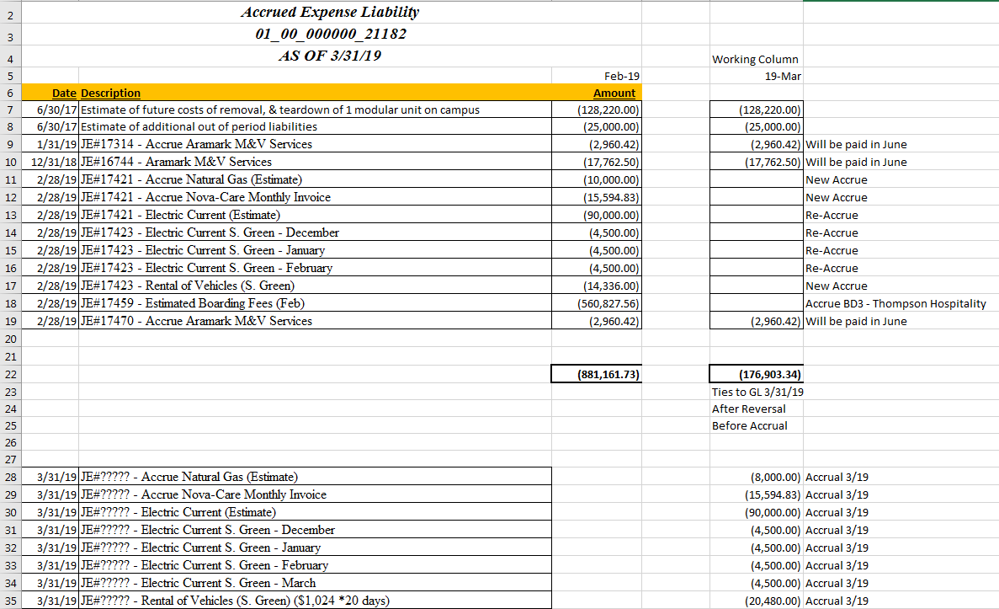 2 Accrued Expense Liability
3 01_00_000000_21182
4 AS OF 3/31/19 Working Column
5 Feb-19 19-Mar
6 Date Description Amount
7 6/30/17 Estimate of future costs of removal, & teardown of 1 modular unit on campus (128,220.00) (128,220.00)
8 6/30/17 Estimate of additional out of period liabilities (25,000.00) (25,000.00)
9 1/31/19 JE#17314 - Accrue Aramark M&V Services (2,960.42) (2,960.42) Will be paid in June
10 12/31/18 JE#16744 - Aramark M&V Services (17,762.50) (17,762.50) Will be paid in June
11 2/28/19 JE#17421 - Accrue Natural Gas (Estimate) (10,000.00) New Accrue
12 2/28/19 JE#17421 - Accrue Nova-Care Monthly Invoice (15,594.83) New Accrue
13 2/28/19 JE#17421 - Electric Current (Estimate) (90,000.00) Re-Accrue
14 2/28/19 JE#17423 - Electric Current S. Green - December (4,500.00) Re-Accrue
15 2/28/19 JE#17423 - Electric Current S. Green - January (4,500.00) Re-Accrue
16 2/28/19 JE#17423 - Electric Current S. Green - February (4,500.00) Re-Accrue
17 2/28/19 JE#17423 - Rental of Vehicles (S. Green) (14,336.00) New Accrue
18 2/28/19 JE#17459 - Estimated Boarding Fees (Feb) (560,827.56) Accrue BD3 - Thompson Hospitality
19 2/28/19 JE#17470 - Accrue Aramark M&V Services (2,960.42) (2,960.42) Will be paid in June
20
21
22 (881,161.73) (176,903.34)
23 Ties to GL 3/31/19
24 After Reversal
25 Before Accrual
26
27
28 3/31/19 JE#????? - Accrue Natural Gas (Estimate) (8,000.00) Accrual 3/19
29 3/31/19 JE#????? - Accrue Nova-Care Monthly Invoice (15,594.83) Accrual 3/19
30 3/31/19 JE#????? - Electric Current (Estimate) (90,000.00) Accrual 3/19
31 3/31/19 JE#????? - Electric Current S. Green - December (4,500.00) Accrual 3/19
32 3/31/19 JE#????? - Electric Current S. Green - January (4,500.00) Accrual 3/19
33 3/31/19 JE#????? - Electric Current S. Green - February (4,500.00) Accrual 3/19
34 3/31/19 JE#????? - Electric Current S. Green - March (4,500.00) Accrual 3/19
35 3/31/19 JE#????? - Rental of Vehicles (S. Green) ($1,024 *20 days) (20,480.00) Accrual 3/19